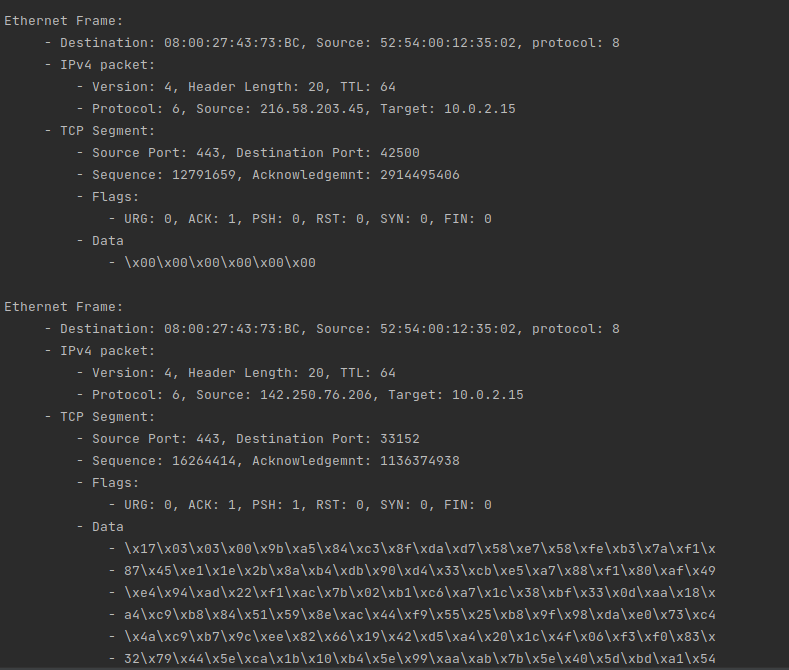 Ethernet Frame:
- Destination: 08:00:27:43:73:BC, Source: 52:54:00:12:35:02, protocol: 8
- IPv4 packet:
- Version: 4, Header Length: 20, TTL: 64
- Protocol: 6, Source: 216.58.203.45, Target: 10.0.2.15
- TCP Segment:
- Source Port: 443, Destination Port: 42500
- Sequence: 12791659, Acknowledgemnt: 2914495406
- Flags:
- URG: 0, ACK: 1, PSH: 0, RST: 0, SYN: 0, FIN: 0
- Data
- \x00\x00\x00\x00\x00\x00
Ethernet Frame:
- Destination: 08:00:27:43:73:BC, Source: 52:54:00:12:35:02, protocol: 8
- IPv4 packet:
- Version: 4, Header Length: 20, TTL: 64
- Protocol: 6, Source: 142.250.76.206, Target: 10.0.2.15
- TCP Segment:
- Source Port: 443, Destination Port: 33152
- Sequence: 16264414, Acknowledgemnt: 1136374938
- Flags:
- URG: 0, ACK: 1, PSH: 1, RST: 0, SYN: 0, FIN: 0
- Data
- \x17\x03\x03\x00\x9b\xa5\x84\xc3\x8f\xda\xd7\x58\xe7\x58\xfe\xb3\x7a\xf1\x
- 87\x45\xe1\x1e\x2b\x8a\xb4\xdb\x90\xd4\x33\xcb\xe5\xa7\x88\xf1\x80\xaf\x49
- \xe4\x94\xad\x22\xf1\xac\x7b\x02\xb1\xc6\xa7\x1c\x38\xbf\x33\x0d\xaa\x18\x
- a4\xc9\xb8\x84\x51\x59\x8e\xac\x44\xf9\x55\x25\xb8\x9f\x98\xda\xe0\x73\xc4
- \x4a\xc9\xb7\x9c\xee\x82\x66\x19\x42\xd5\xa4\x20\x1c\x4f\x06\xf3\xf0\x83\x
- 32\x79\x44\x5e\xca\x1b\x10\xb4\x5e\x99\xaa\xab\x7b\x5e\x40\x5d\xbd\xa1\x54